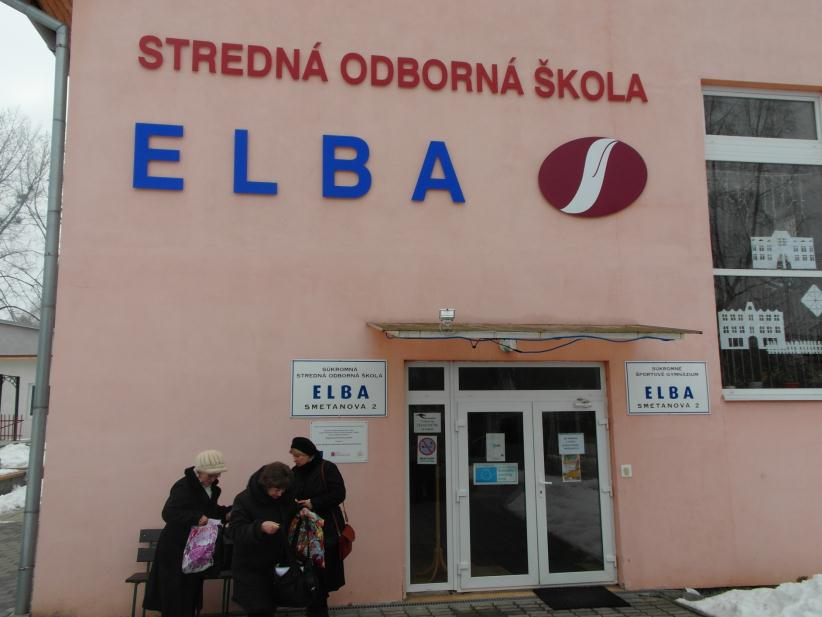 STREDNÁ ODBORNÁ ŠKOLA
ELBA
SÚKROMNÁ
STREDNÁ ODBORNÁ ŠKOLA
ELBA
SMETANOVA 2
SÚKROMNÉ
ŠPORTOVÉ GYMNÁZIUM
ELBA
SMETANOVA 2